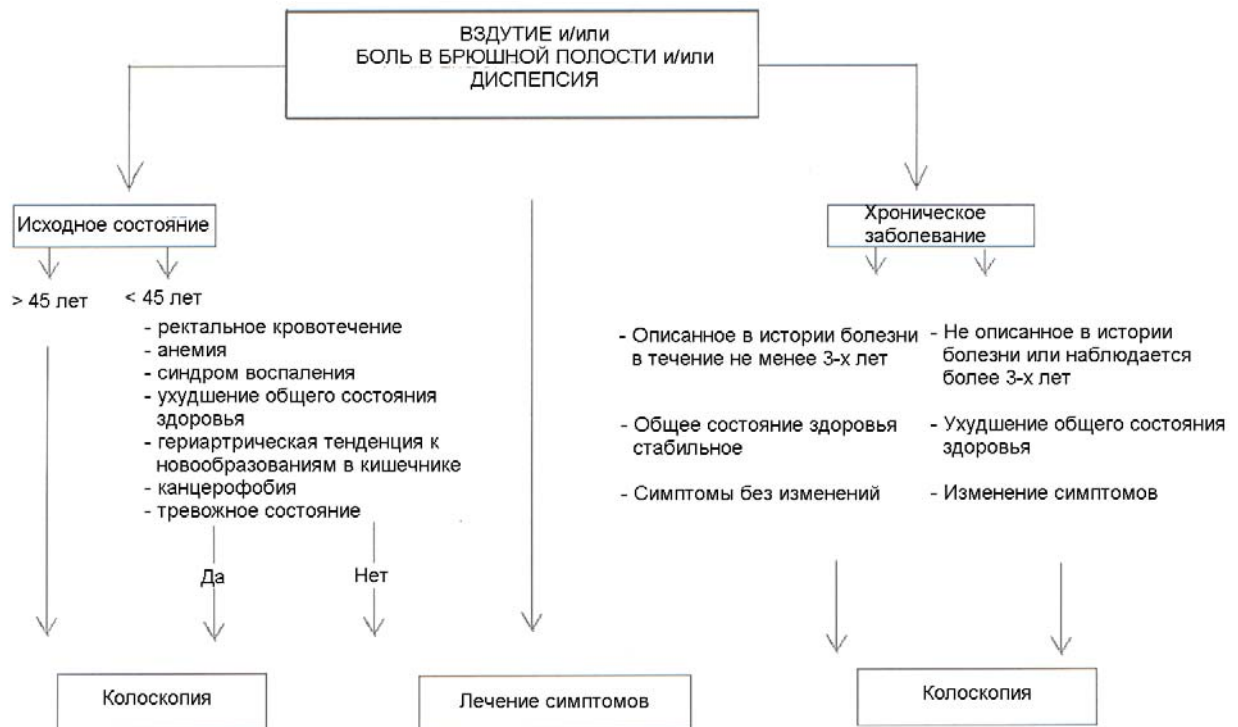 ВЗДУТИЕ и/или
БОЛЬ В БРЮШНОЙ ПОЛОСТИ и/или
ДИСПЕПСИЯ
Исходное состояние
Хроническое
заболевание
> 45 лет
< 45 лет
- ректальное кровотечение
- анемия
- синдром воспаления
- ухудшение общего состояния
здоровья
- гериартрическая тенденция к
новообразованиям в кишечнике
- канцерофобия
- тревожное состояние
- Описанное в истории болезни
в течение не менее 3-х лет
- Общее состояние здоровья
стабильное
- Симптомы без изменений
- Не описанное в истории
болезни или наблюдается
более 3-х лет
- Ухудшение общего состояния
здоровья
- Изменение симптомов
Да
Нет
Колоскопия
Лечение симптомов
Колоскопия